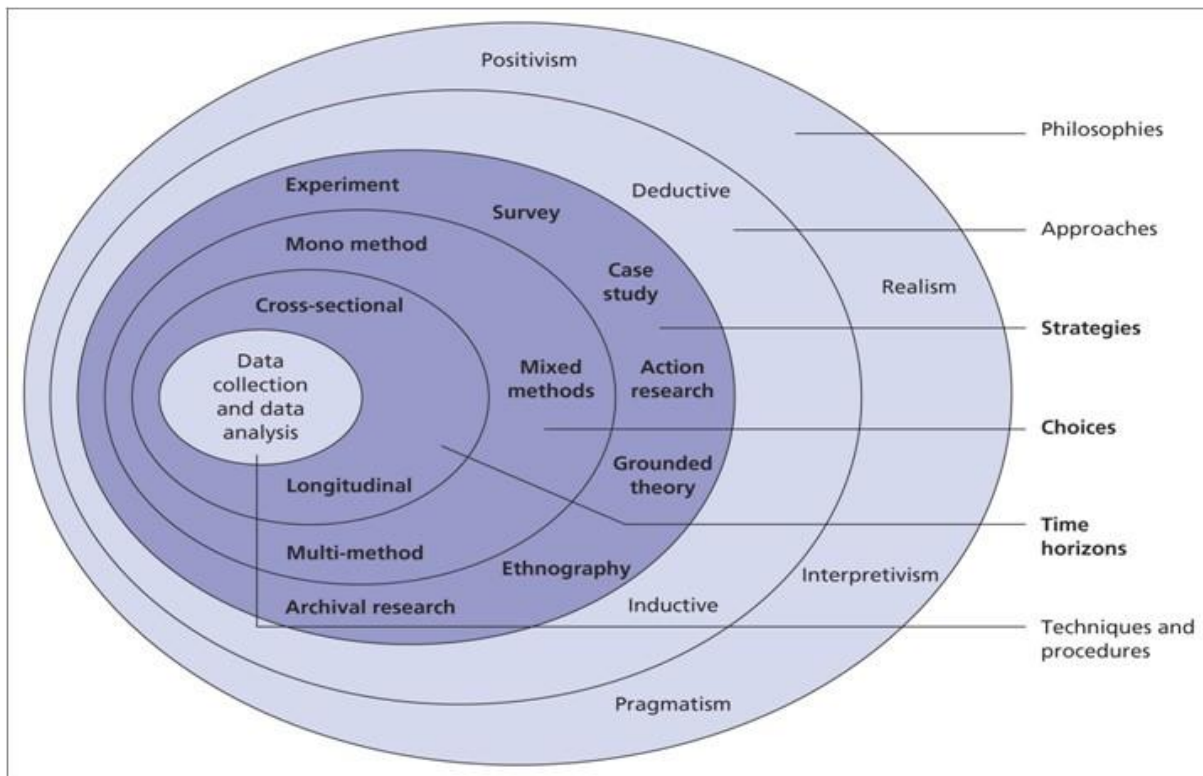 Positivism
Philosophies
Experiment
Deductive
Survey
Approaches
Mono method
Case
study
Realism
Cross-sectional
Strategies
Data
collection
and data
analysis
Mixed
methods
Action
research
Choices
Grounded
theory
Longitudinal
Time
horizons
Multi-method
Ethnography
Interpretivism
Archival research
Inductive
Techniques and
procedures
Pragmatism